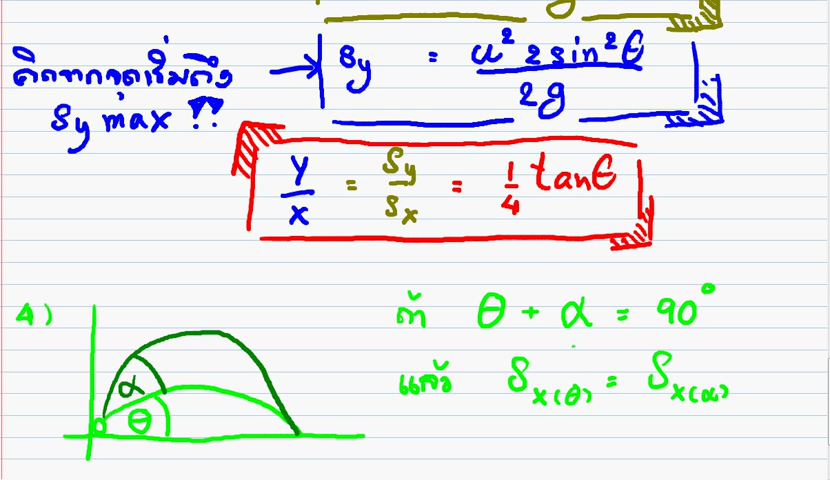 g
คิดจากจุดเริ่มถึง → Sy = u² 2 sin²θ / 2g
Sy max !!
Y/x = Sy/Sx = 1/4 tanθ
4) ถ้า θ + α = 90°
แล้ว Sx(θ) = Sx(α)
α
θ